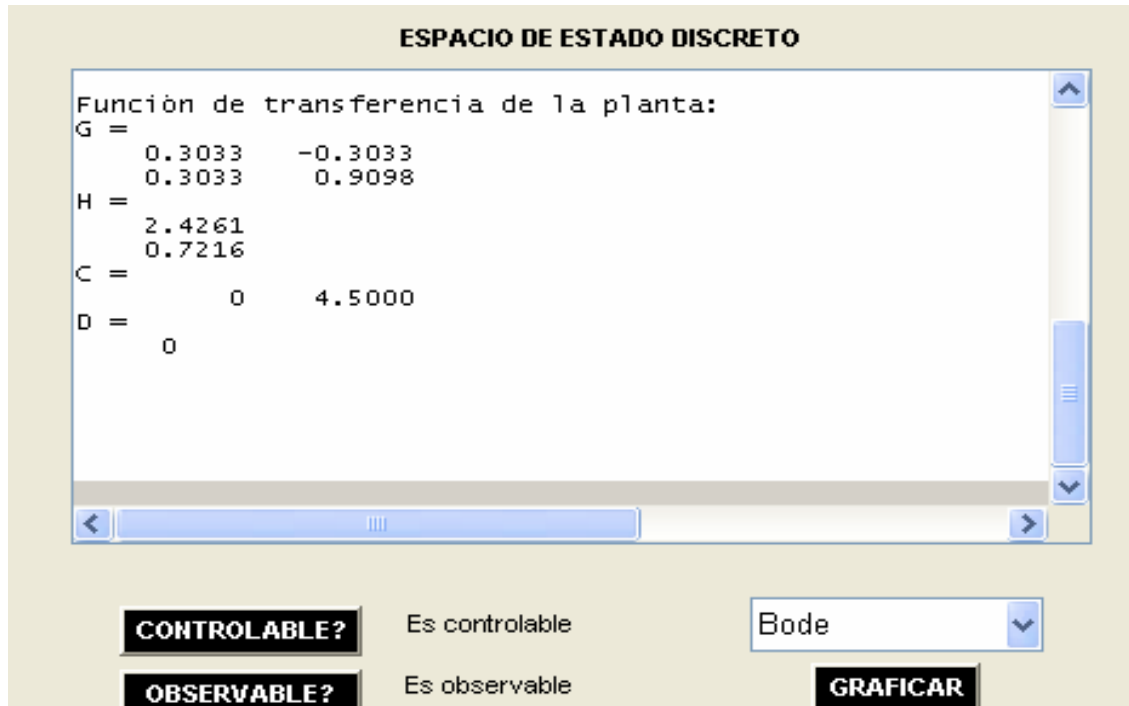 ESPACIO DE ESTADO DISCRETO
Funciòn de transferencia de la planta:
G =
0.3033 -0.3033
0.3033 0.9098
H =
2.4261
0.7216
C =
0 4.5000
D =
0
CONTROLABLE? Es controlable Bode
OBSERVABLE? Es observable GRAFICAR